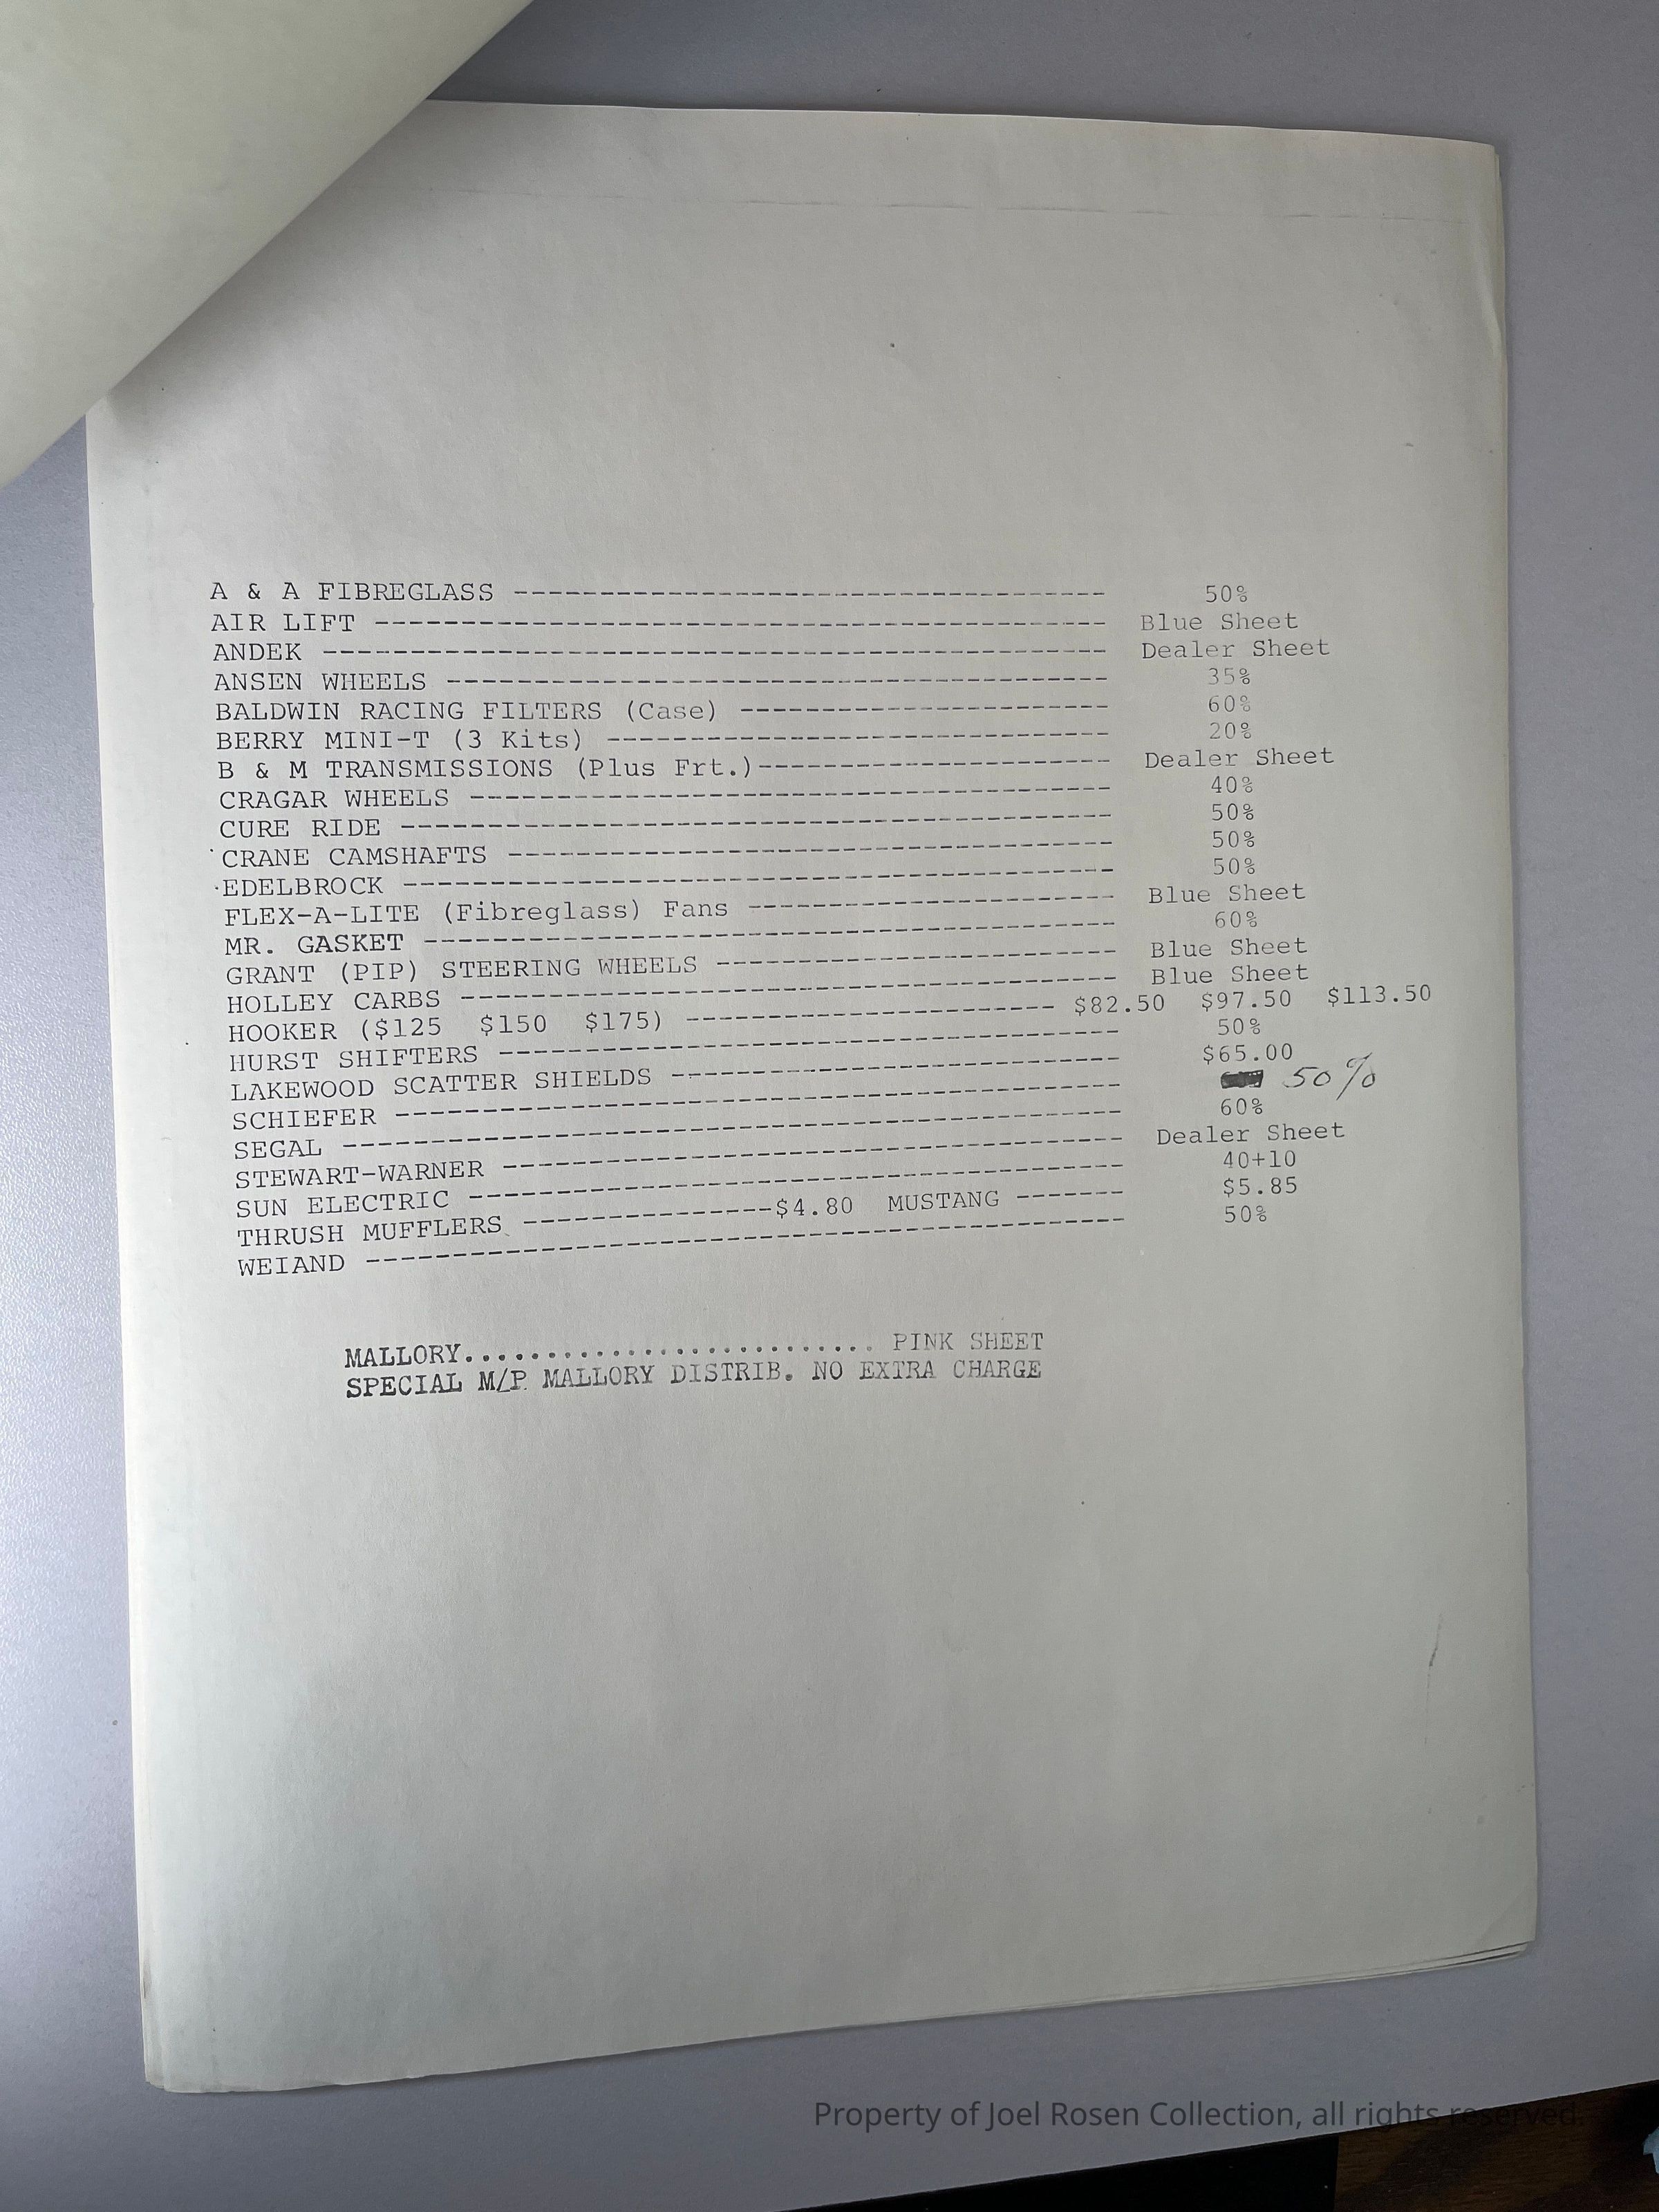 A & A FIBREGLASS --------------------------------- 50%
AIR LIFT ----------------------------------------- Blue Sheet
ANDEK -------------------------------------------- Dealer Sheet
ANSEN WHEELS ------------------------------------- 35%
BALDWIN RACING FILTERS (Case) --------------------- 60%
BERRY MINI-T (3 Kits) ---------------------------- 20%
B & M TRANSMISSIONS (Plus Frt.)-------------------- Dealer Sheet
CRAGAR WHEELS ------------------------------------ 40%
CURE RIDE ---------------------------------------- 50%
CRANE CAMSHAFTS ---------------------------------- 50%
EDELBROCK ---------------------------------------- 50%
FLEX-A-LITE (Fibreglass) Fans --------------------- Blue Sheet
MR. GASKET --------------------------------------- 60%
GRANT (PIP) STEERING WHEELS ----------------------- Blue Sheet
HOLLEY CARBS ------------------------------------- Blue Sheet
HOOKER ($125 $150 $175) --------------------- $82.50 $97.50 $113.50
HURST SHIFTERS ----------------------------------- 50%
LAKEWOOD SCATTER SHIELDS ------------------------- $65.00
SCHIEFER ----------------------------------------- 50%
SEGAL -------------------------------------------- 60%
STEWART-WARNER ----------------------------------- Dealer Sheet
SUN ELECTRIC ------------------------------------- 40+10
THRUSH MUFFLERS --------------$4.80 MUSTANG ------- $5.85
WEIAND ------------------------------------------- 50%
MALLORY.......................... PINK SHEET
SPECIAL M/P MALLORY DISTRIB. NO EXTRA CHARGE
Property of Joel Rosen Collection, all rights reserved.